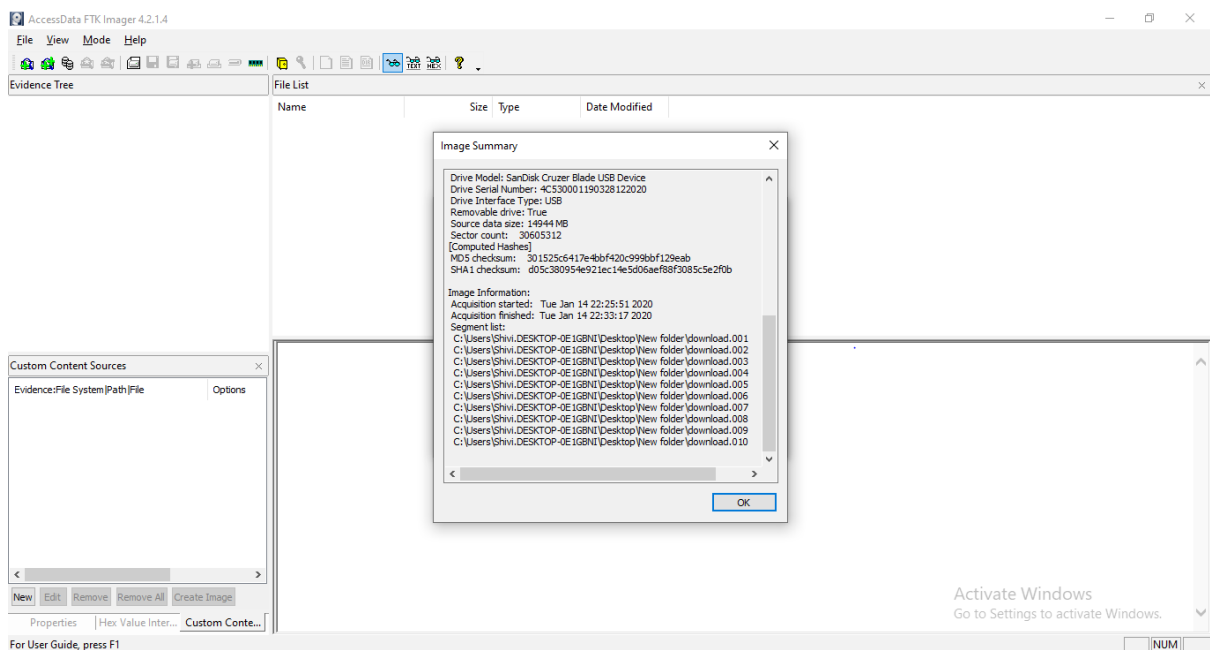 AccessData FTK Imager 4.2.1.4
File View Mode Help
TEXT HEX
Evidence Tree
File List
Name Size Type Date Modified
Image Summary
Drive Model: SanDisk Cruzer Blade USB Device
Drive Serial Number: 4C530001190328122020
Drive Interface Type: USB
Removable drive: True
Source data size: 14944 MB
Sector count: 30605312
[Computed Hashes]
MD5 checksum: 301525c6417e4bbf420c999bbf129eab
SHA1 checksum: d05c380954e921ec14e5d06aef88f3085c5e2f0b
Image Information:
Acquisition started: Tue Jan 14 22:25:51 2020
Acquisition finished: Tue Jan 14 22:33:17 2020
Segment list:
C:\Users\Shivi.DESKTOP-0E1GBNI\Desktop\New folder\download.001
C:\Users\Shivi.DESKTOP-0E1GBNI\Desktop\New folder\download.002
C:\Users\Shivi.DESKTOP-0E1GBNI\Desktop\New folder\download.003
C:\Users\Shivi.DESKTOP-0E1GBNI\Desktop\New folder\download.004
C:\Users\Shivi.DESKTOP-0E1GBNI\Desktop\New folder\download.005
C:\Users\Shivi.DESKTOP-0E1GBNI\Desktop\New folder\download.006
C:\Users\Shivi.DESKTOP-0E1GBNI\Desktop\New folder\download.007
C:\Users\Shivi.DESKTOP-0E1GBNI\Desktop\New folder\download.008
C:\Users\Shivi.DESKTOP-0E1GBNI\Desktop\New folder\download.009
C:\Users\Shivi.DESKTOP-0E1GBNI\Desktop\New folder\download.010
OK
Custom Content Sources
Evidence:File System|Path|File Options
New Edit Remove Remove All Create Image
Properties Hex Value Inter... Custom Conte...
Activate Windows
Go to Settings to activate Windows.
For User Guide, press F1
NUM